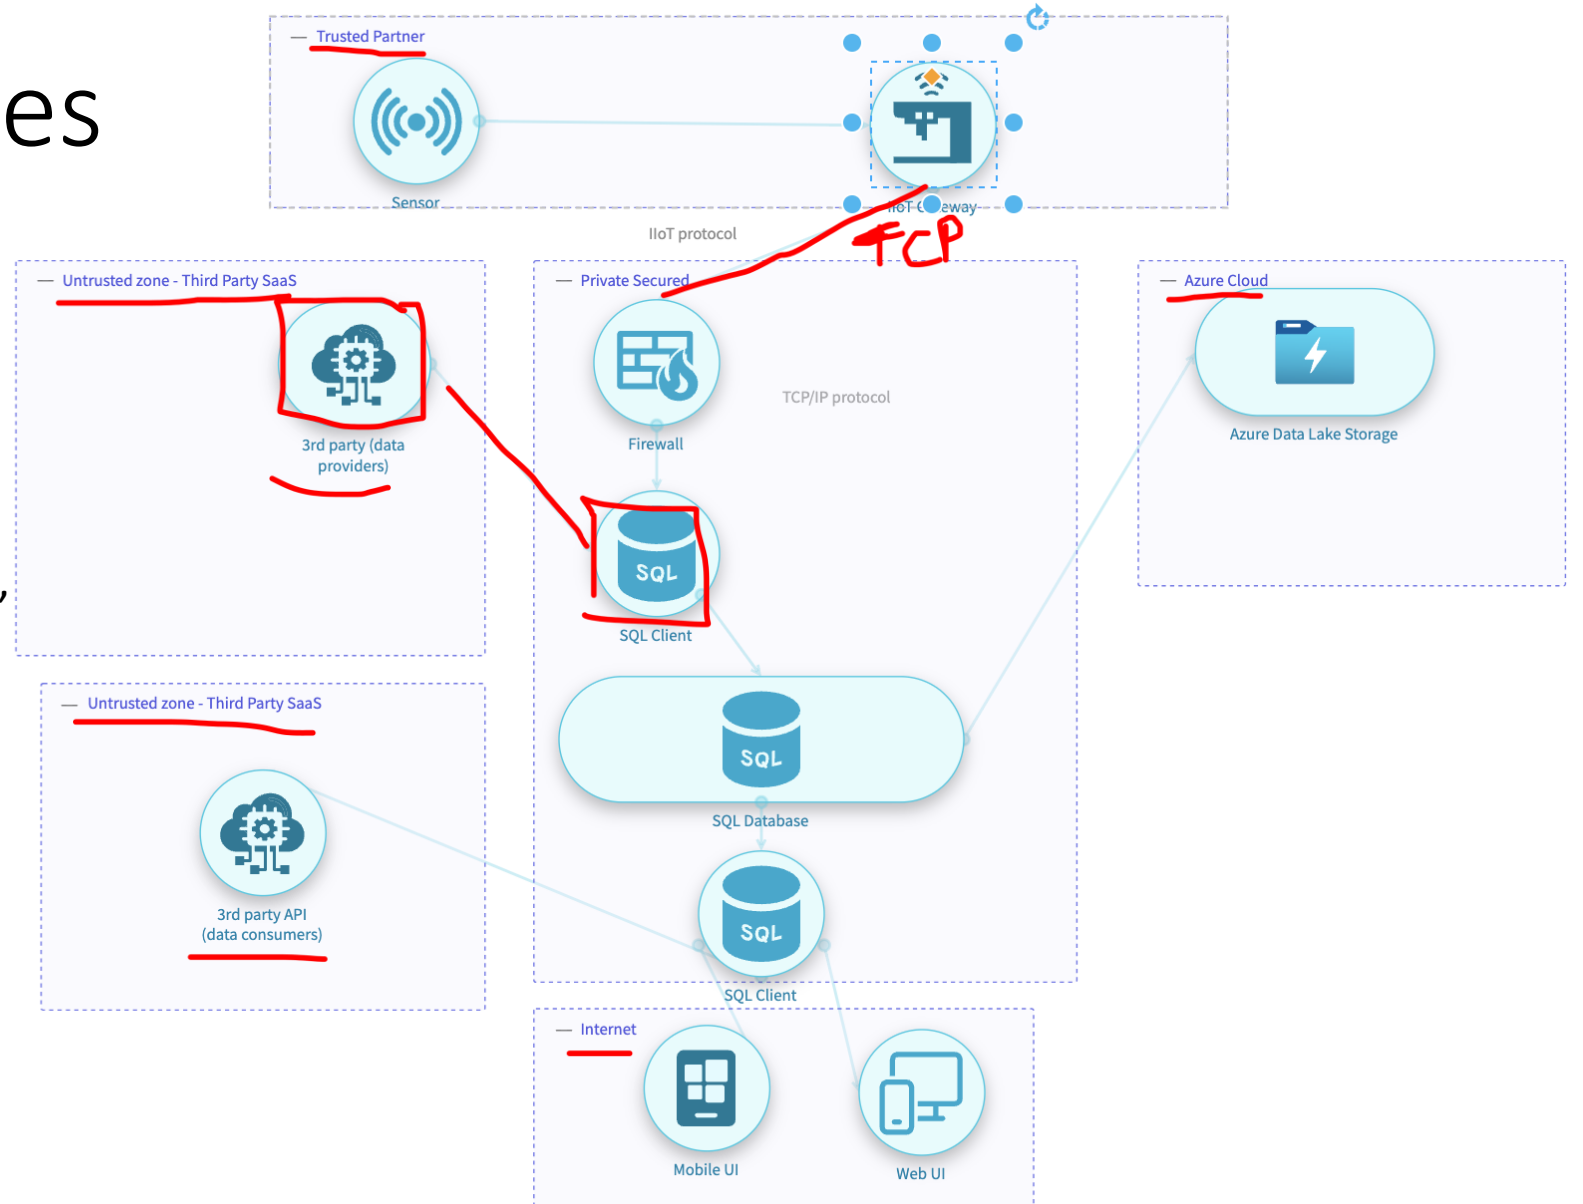 es
,
Trusted Partner
Sensor
IIoT Gateway
IIoT protocol
TCP
Untrusted zone - Third Party SaaS
3rd party (data
providers)
Private Secured
Firewall
TCP/IP protocol
SQL
SQL Client
SQL
SQL Database
SQL
SQL Client
Azure Cloud
Azure Data Lake Storage
Untrusted zone - Third Party SaaS
3rd party API
(data consumers)
Internet
Mobile UI
Web UI